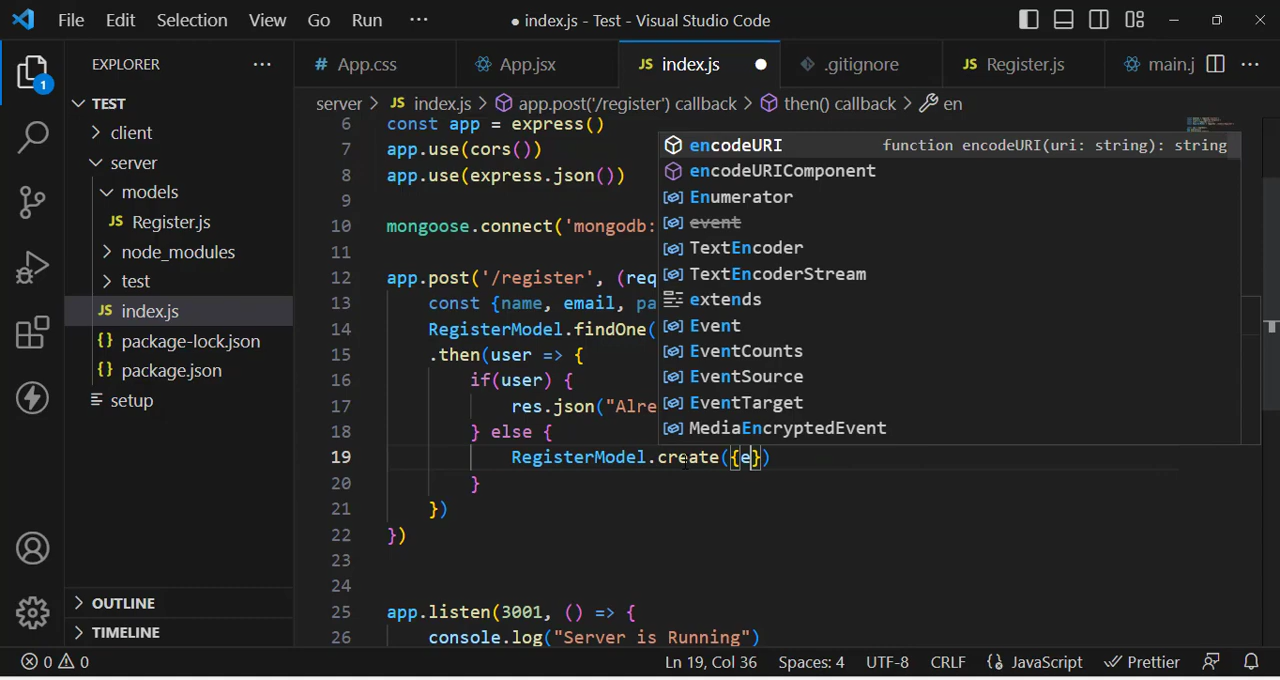 File Edit Selection View Go Run ··· ● index.js - Test - Visual Studio Code
EXPLORER ···
# App.css App.jsx JS index.js ● .gitignore JS Register.js main.j ···
server > JS index.js > app.post('/register') callback > then() callback > en
1
TEST
client
server
models
JS Register.js
node_modules
test
JS index.js
{} package-lock.json
{} package.json
setup
OUTLINE
TIMELINE
6 const app = express()
7 app.use(cors())
8 app.use(express.json())
9
10 mongoose.connect('mongodb:
11
12 app.post('/register', (req
13 const {name, email, pa
14 RegisterModel.findOne(
15 .then(user => {
16 if(user) {
17 res.json("Alre
18 } else {
19 RegisterModel.create({e})
20 }
21 })
22 })
23
24
25 app.listen(3001, () => {
26 console.log("Server is Running")
encodeURI function encodeURI(uri: string): string
encodeURIComponent
Enumerator
event
TextEncoder
TextEncoderStream
extends
Event
EventCounts
EventSource
EventTarget
MediaEncryptedEvent
0 0 Ln 19, Col 36 Spaces: 4 UTF-8 CRLF {} JavaScript Prettier